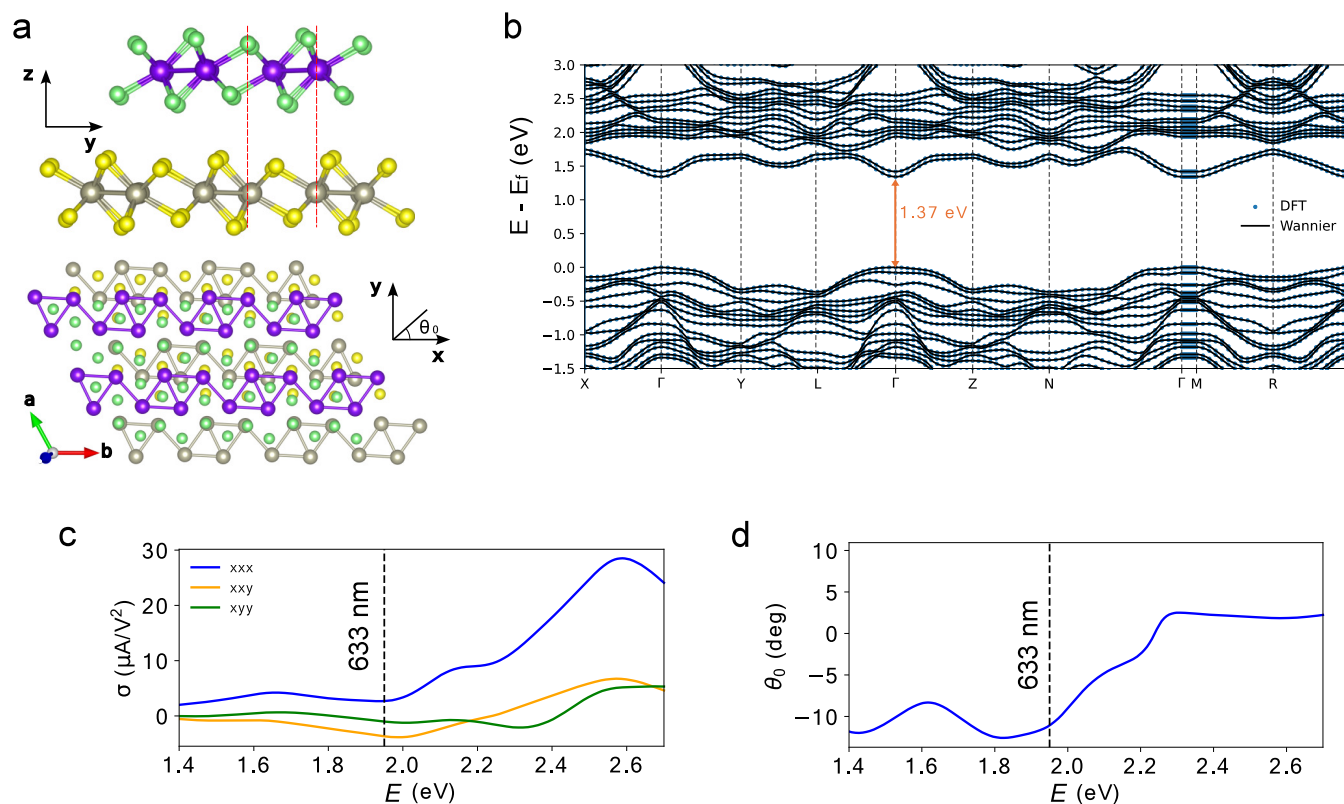 a
z
y
y
θ₀
x
a
b
b
E - Ef (eV)
3.0
2.5
2.0
1.5
1.0
0.5
0.0
−0.5
−1.0
−1.5
1.37 eV
DFT
Wannier
X Γ Y L Γ Z N Γ M R
c
σ (μA/V²)
30
20
10
0
xxx
xxy
xyy
633 nm
1.4 1.6 1.8 2.0 2.2 2.4 2.6
E (eV)
d
θ₀ (deg)
10
5
0
−5
−10
633 nm
1.4 1.6 1.8 2.0 2.2 2.4 2.6
E (eV)